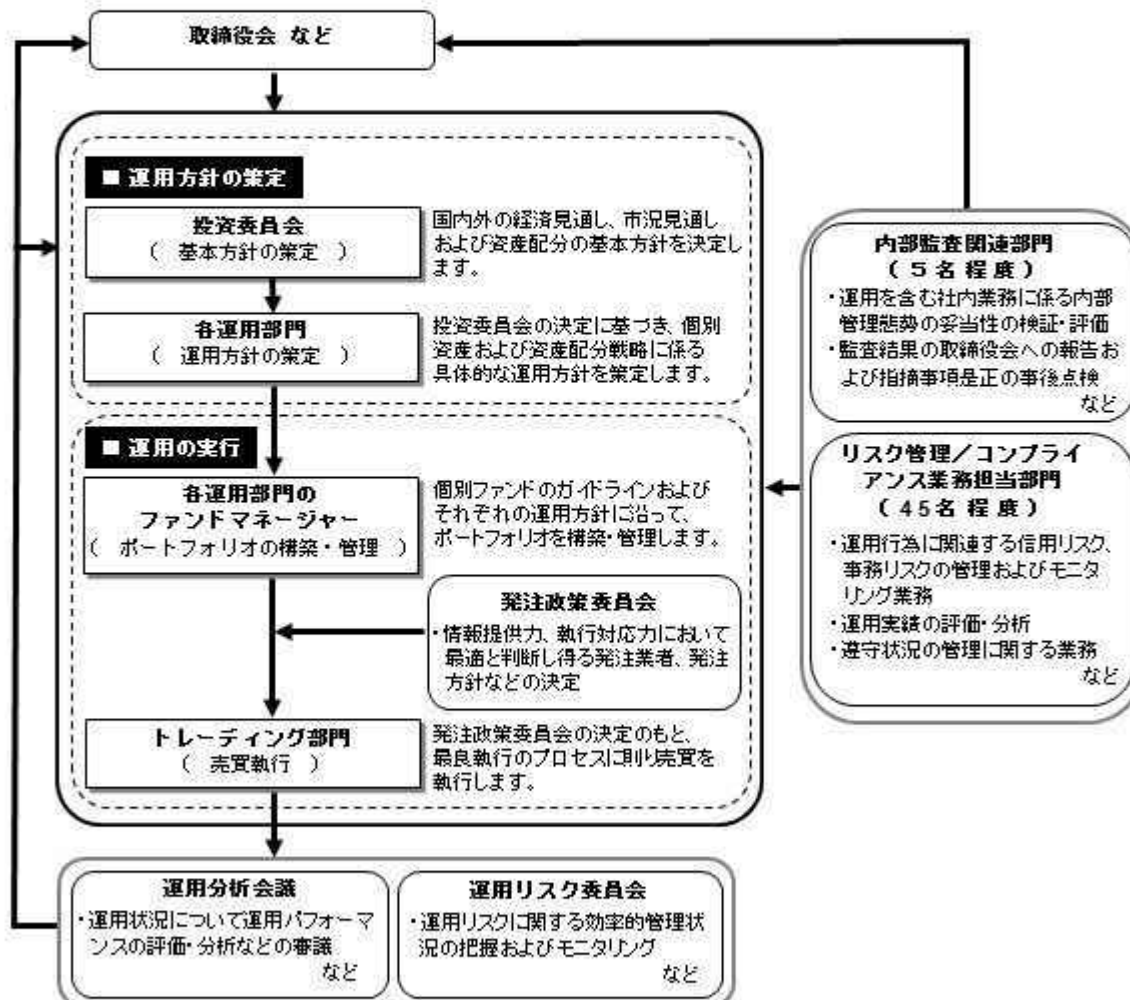 取締役会 など
■ 運用方針の策定
投資委員会
( 基本方針の策定 )
国内外の経済見通し、市況見通し
および資産配分の基本方針を決定し
ます。
各運用部門
( 運用方針の策定 )
投資委員会の決定に基づき、個別
資産および資産配分戦略に係る
具体的な運用方針を策定します。
■ 運用の実行
各運用部門の
ファンドマネージャー
( ポートフォリオの構築・管理 )
個別ファンドのガイドラインおよび
それぞれの運用方針に沿って、
ポートフォリオを構築・管理します。
発注政策委員会
・情報提供力、執行対応力において
最適と判断し得る発注業者、発注
方針などの決定
トレーディング部門
( 売買執行 )
発注政策委員会の決定のもと、
最良執行のプロセスに則り売買を
執行します。
内部監査関連部門
( 5名程度 )
・運用を含む社内業務に係る内部
管理態勢の妥当性の検証・評価
・監査結果の取締役会への報告お
よび指摘事項是正の事後点検
など
リスク管理/コンプライ
アンス業務担当部門
( 45名程度 )
・運用行為に関連する信用リスク、
事務リスクの管理およびモニタ
リング業務
・運用実績の評価・分析
・遵守状況の管理に関する業務
など
運用分析会議
・運用状況について運用パフォーマ
ンスの評価・分析などの審議
など
運用リスク委員会
・運用リスクに関する効率的管理状
況の把握およびモニタリング
など